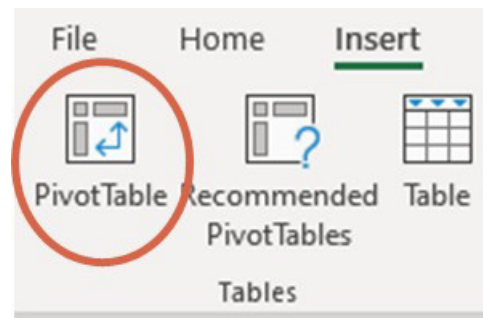 File Home Insert
PivotTable Recommended Table
PivotTables
Tables